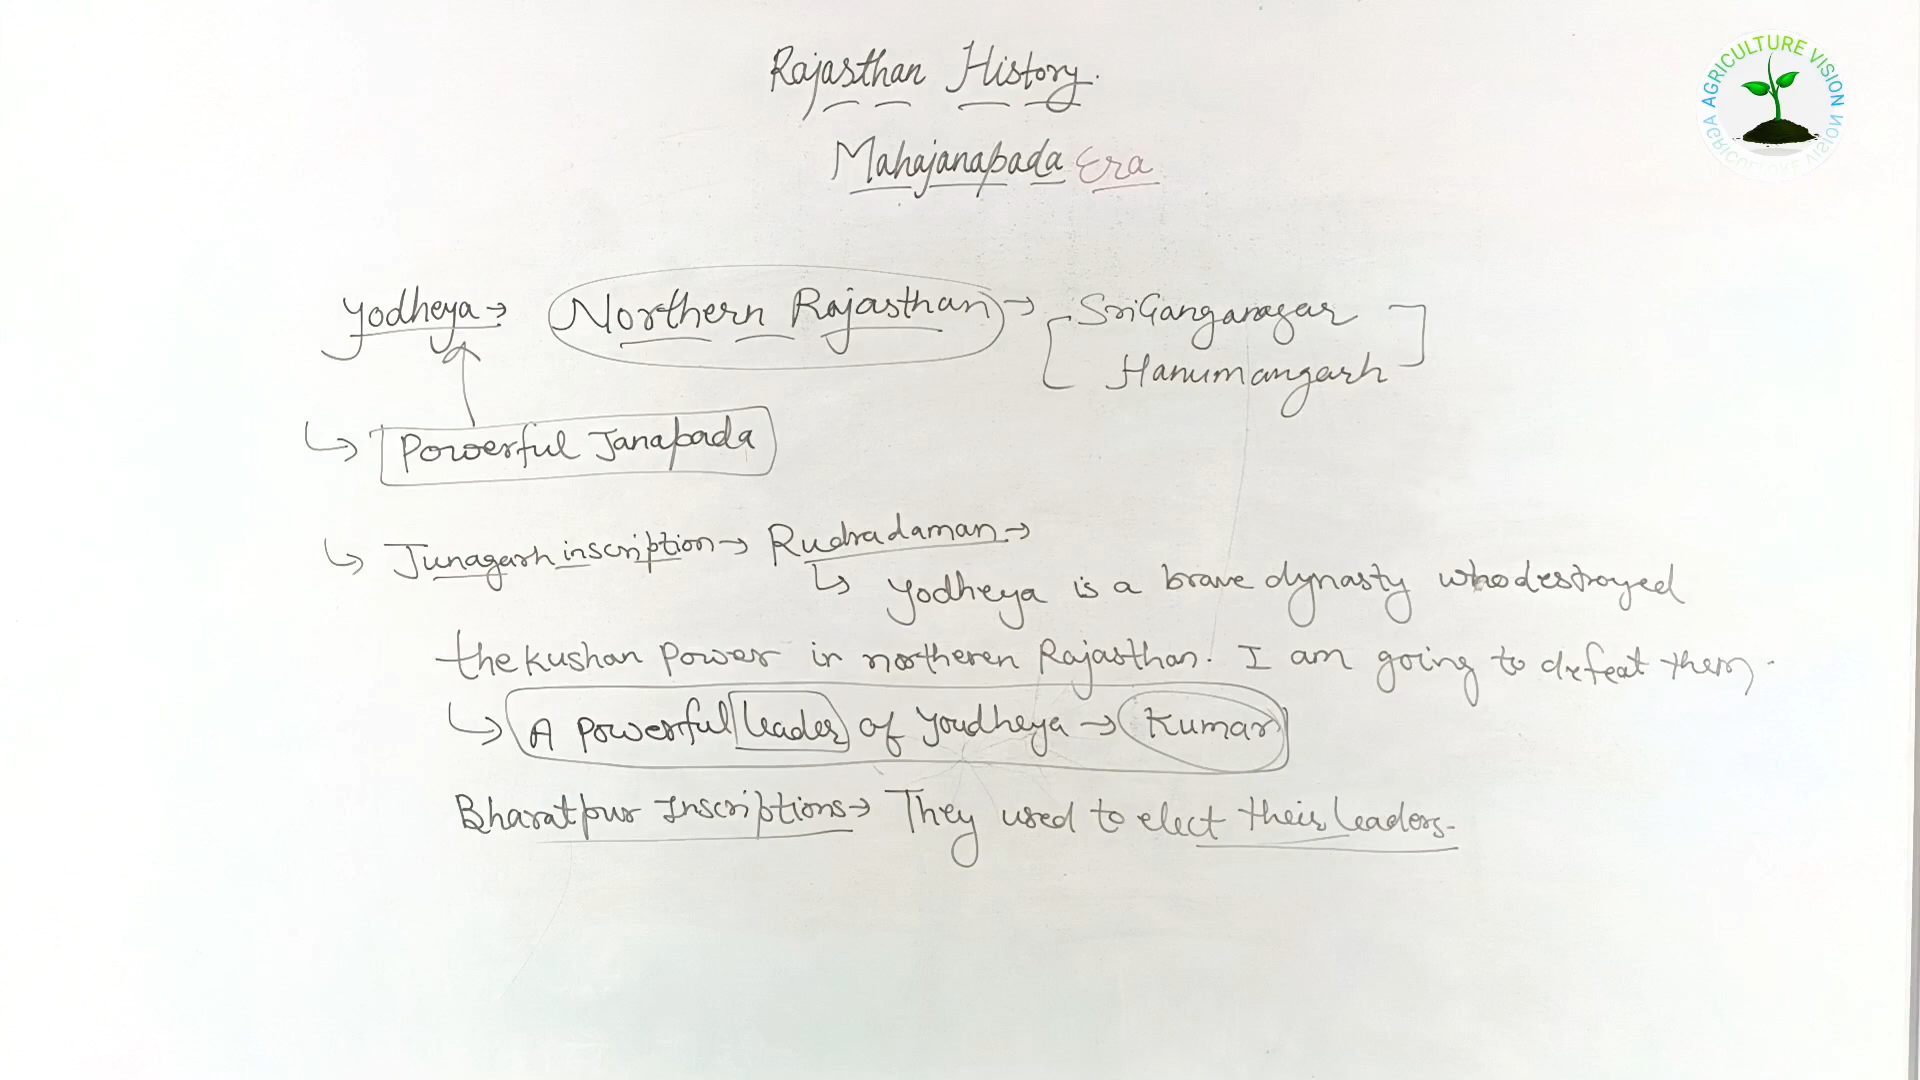 Rajasthan History.
Mahajanapada Era
Yodheya → Northern Rajasthan → SriGanganagar
Hanumangarh
↳ Powerful Janapada
↳ Junagarh inscription → Rudradaman →
↳ Yodheya is a brave dynasty who destroyed
the Kushan Power in northeren Rajasthan. I am going to defeat them.
↳ A powerful leader of Youdheya → Kumar
Bharatpur Inscriptions → They used to elect their leaders.
AGRICULTURE VISION